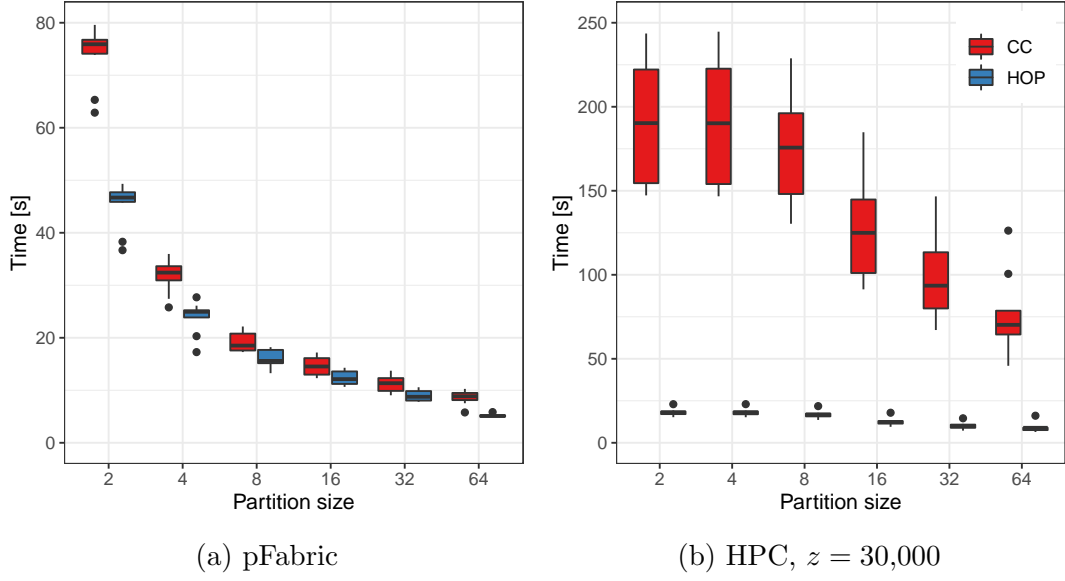 80
60
40
20
0
Time [s]
2 4 8 16 32 64
Partition size
(a) pFabric
250
200
150
100
50
0
Time [s]
CC
HOP
2 4 8 16 32 64
Partition size
(b) HPC, z = 30,000